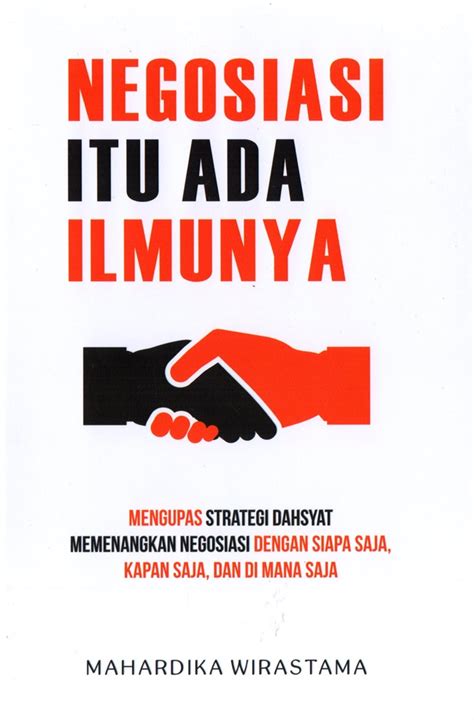 NEGOSIASI
ITU ADA
ILMUNYA
MENGUPAS STRATEGI DAHSYAT
MEMENANGKAN NEGOSIASI DENGAN SIAPA SAJA,
KAPAN SAJA, DAN DI MANA SAJA
MAHARDIKA WIRASTAMA